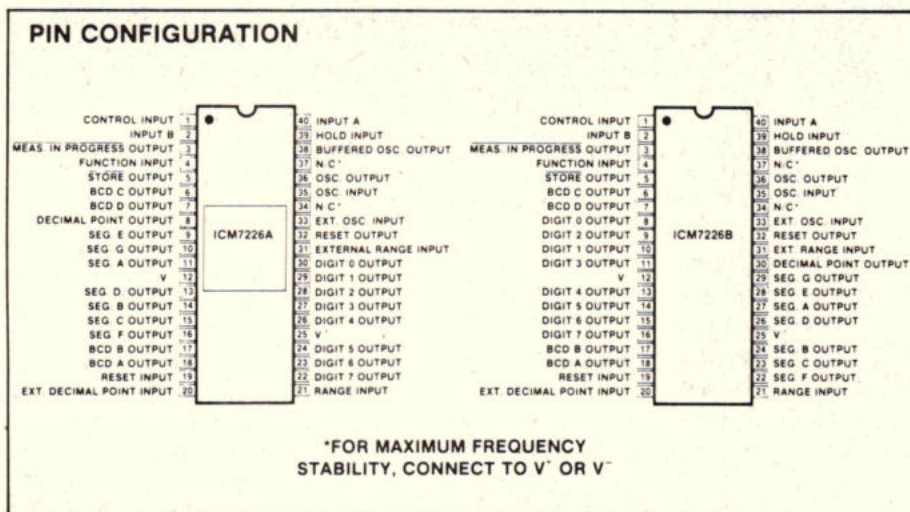 PIN CONFIGURATION
CONTROL INPUT 1
INPUT B 2
MEAS. IN PROGRESS OUTPUT 3
FUNCTION INPUT 4
STORE OUTPUT 5
BCD C OUTPUT 6
BCD D OUTPUT 7
DECIMAL POINT OUTPUT 8
SEG. E OUTPUT 9
SEG. G OUTPUT 10
SEG. A OUTPUT 11
V 12
SEG. D. OUTPUT 13
SEG. B OUTPUT 14
SEG. C OUTPUT 15
SEG. F OUTPUT 16
BCD B OUTPUT 17
BCD A OUTPUT 18
RESET INPUT 19
EXT. DECIMAL POINT INPUT 20
ICM7226A
40 INPUT A
39 HOLD INPUT
38 BUFFERED OSC. OUTPUT
37 N/C*
36 OSC. OUTPUT
35 OSC. INPUT
34 N/C*
33 EXT. OSC. INPUT
32 RESET OUTPUT
31 EXTERNAL RANGE INPUT
30 DIGIT 0 OUTPUT
29 DIGIT 1 OUTPUT
28 DIGIT 2 OUTPUT
27 DIGIT 3 OUTPUT
26 DIGIT 4 OUTPUT
25 V+
24 DIGIT 5 OUTPUT
23 DIGIT 6 OUTPUT
22 DIGIT 7 OUTPUT
21 RANGE INPUT
CONTROL INPUT 1
INPUT B 2
MEAS. IN PROGRESS OUTPUT 3
FUNCTION INPUT 4
STORE OUTPUT 5
BCD C OUTPUT 6
BCD D OUTPUT 7
DIGIT 0 OUTPUT 8
DIGIT 2 OUTPUT 9
DIGIT 1 OUTPUT 10
DIGIT 3 OUTPUT 11
V 12
DIGIT 4 OUTPUT 13
DIGIT 5 OUTPUT 14
DIGIT 6 OUTPUT 15
DIGIT 7 OUTPUT 16
BCD B OUTPUT 17
BCD A OUTPUT 18
RESET INPUT 19
EXT. DECIMAL POINT INPUT 20
ICM7226B
40 INPUT A
39 HOLD INPUT
38 BUFFERED OSC. OUTPUT
37 N/C*
36 OSC. OUTPUT
35 OSC. INPUT
34 N/C*
33 EXT. OSC. INPUT
32 RESET OUTPUT
31 EXT. RANGE INPUT
30 DECIMAL POINT OUTPUT
29 SEG. G OUTPUT
28 SEG. E OUTPUT
27 SEG. A OUTPUT
26 SEG. D OUTPUT
25 V+
24 SEG. B OUTPUT
23 SEG. C OUTPUT
22 SEG. F OUTPUT
21 RANGE INPUT
*FOR MAXIMUM FREQUENCY
STABILITY, CONNECT TO V+ OR V-